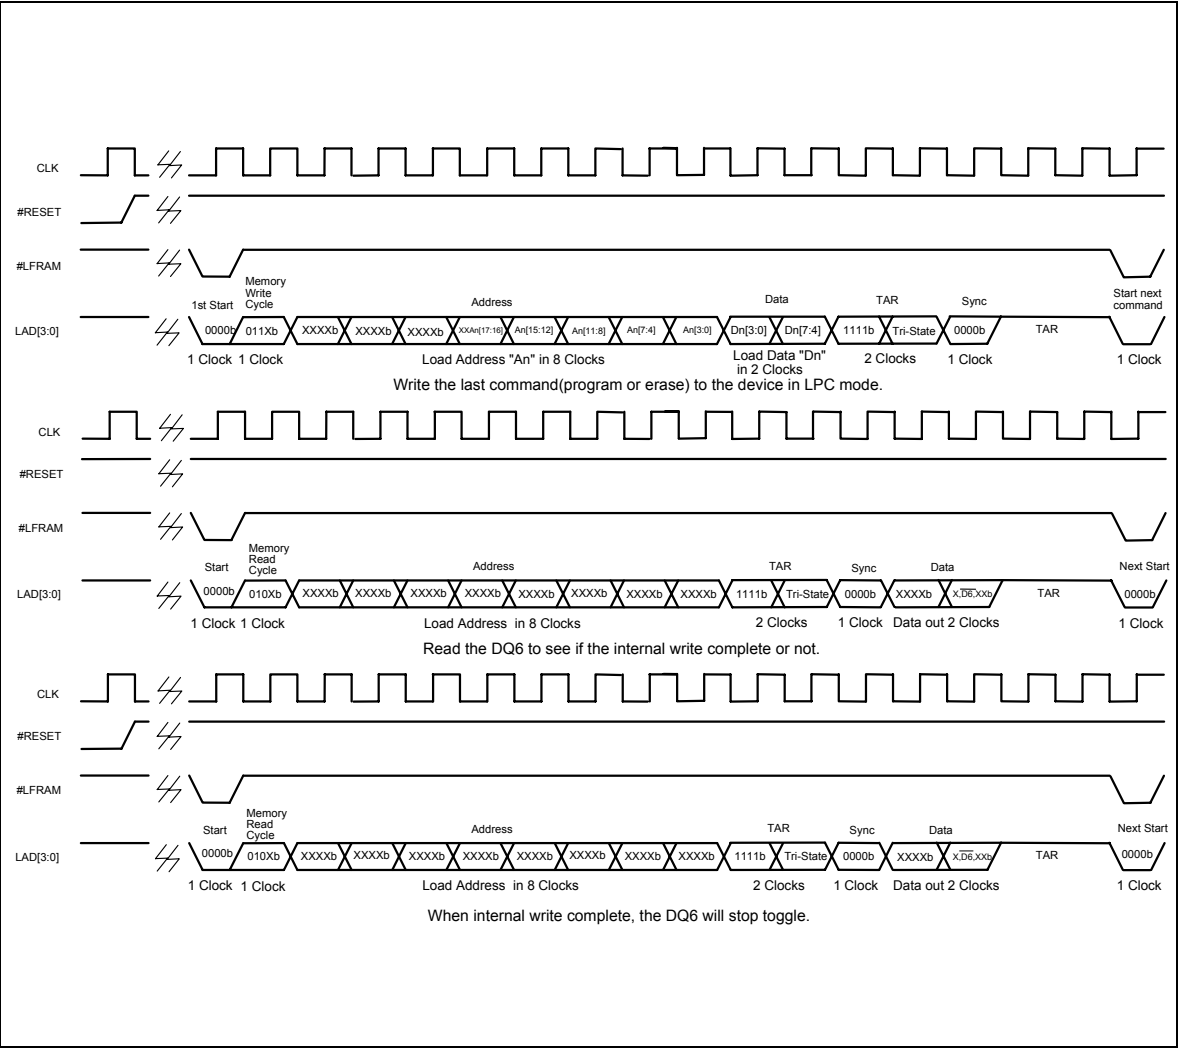 CLK
#RESET
#LFRAM
Memory
Write
Cycle
1st Start
Address
Data
TAR
Sync
Start next
command
LAD[3:0]
0000b
011Xb
XXXXb
XXXXb
XXXXb
XXAn[17:16]
An[15:12]
An[11:8]
An[7:4]
An[3:0]
Dn[3:0]
Dn[7:4]
1111b
Tri-State
0000b
TAR
1 Clock
1 Clock
Load Address "An" in 8 Clocks
Load Data "Dn"
in 2 Clocks
2 Clocks
1 Clock
1 Clock
Write the last command(program or erase) to the device in LPC mode.
CLK
#RESET
#LFRAM
Memory
Read
Cycle
Start
Address
TAR
Sync
Data
Next Start
LAD[3:0]
0000b
010Xb
XXXXb
XXXXb
XXXXb
XXXXb
XXXXb
XXXXb
XXXXb
XXXXb
1111b
Tri-State
0000b
XXXXb
X,D6,XXb
TAR
0000b
1 Clock
1 Clock
Load Address in 8 Clocks
2 Clocks
1 Clock
Data out 2 Clocks
1 Clock
Read the DQ6 to see if the internal write complete or not.
CLK
#RESET
#LFRAM
Memory
Read
Cycle
Start
Address
TAR
Sync
Data
Next Start
LAD[3:0]
0000b
010Xb
XXXXb
XXXXb
XXXXb
XXXXb
XXXXb
XXXXb
XXXXb
XXXXb
1111b
Tri-State
0000b
XXXXb
X,D6,XXb
TAR
0000b
1 Clock
1 Clock
Load Address in 8 Clocks
2 Clocks
1 Clock
Data out 2 Clocks
1 Clock
When internal write complete, the DQ6 will stop toggle.